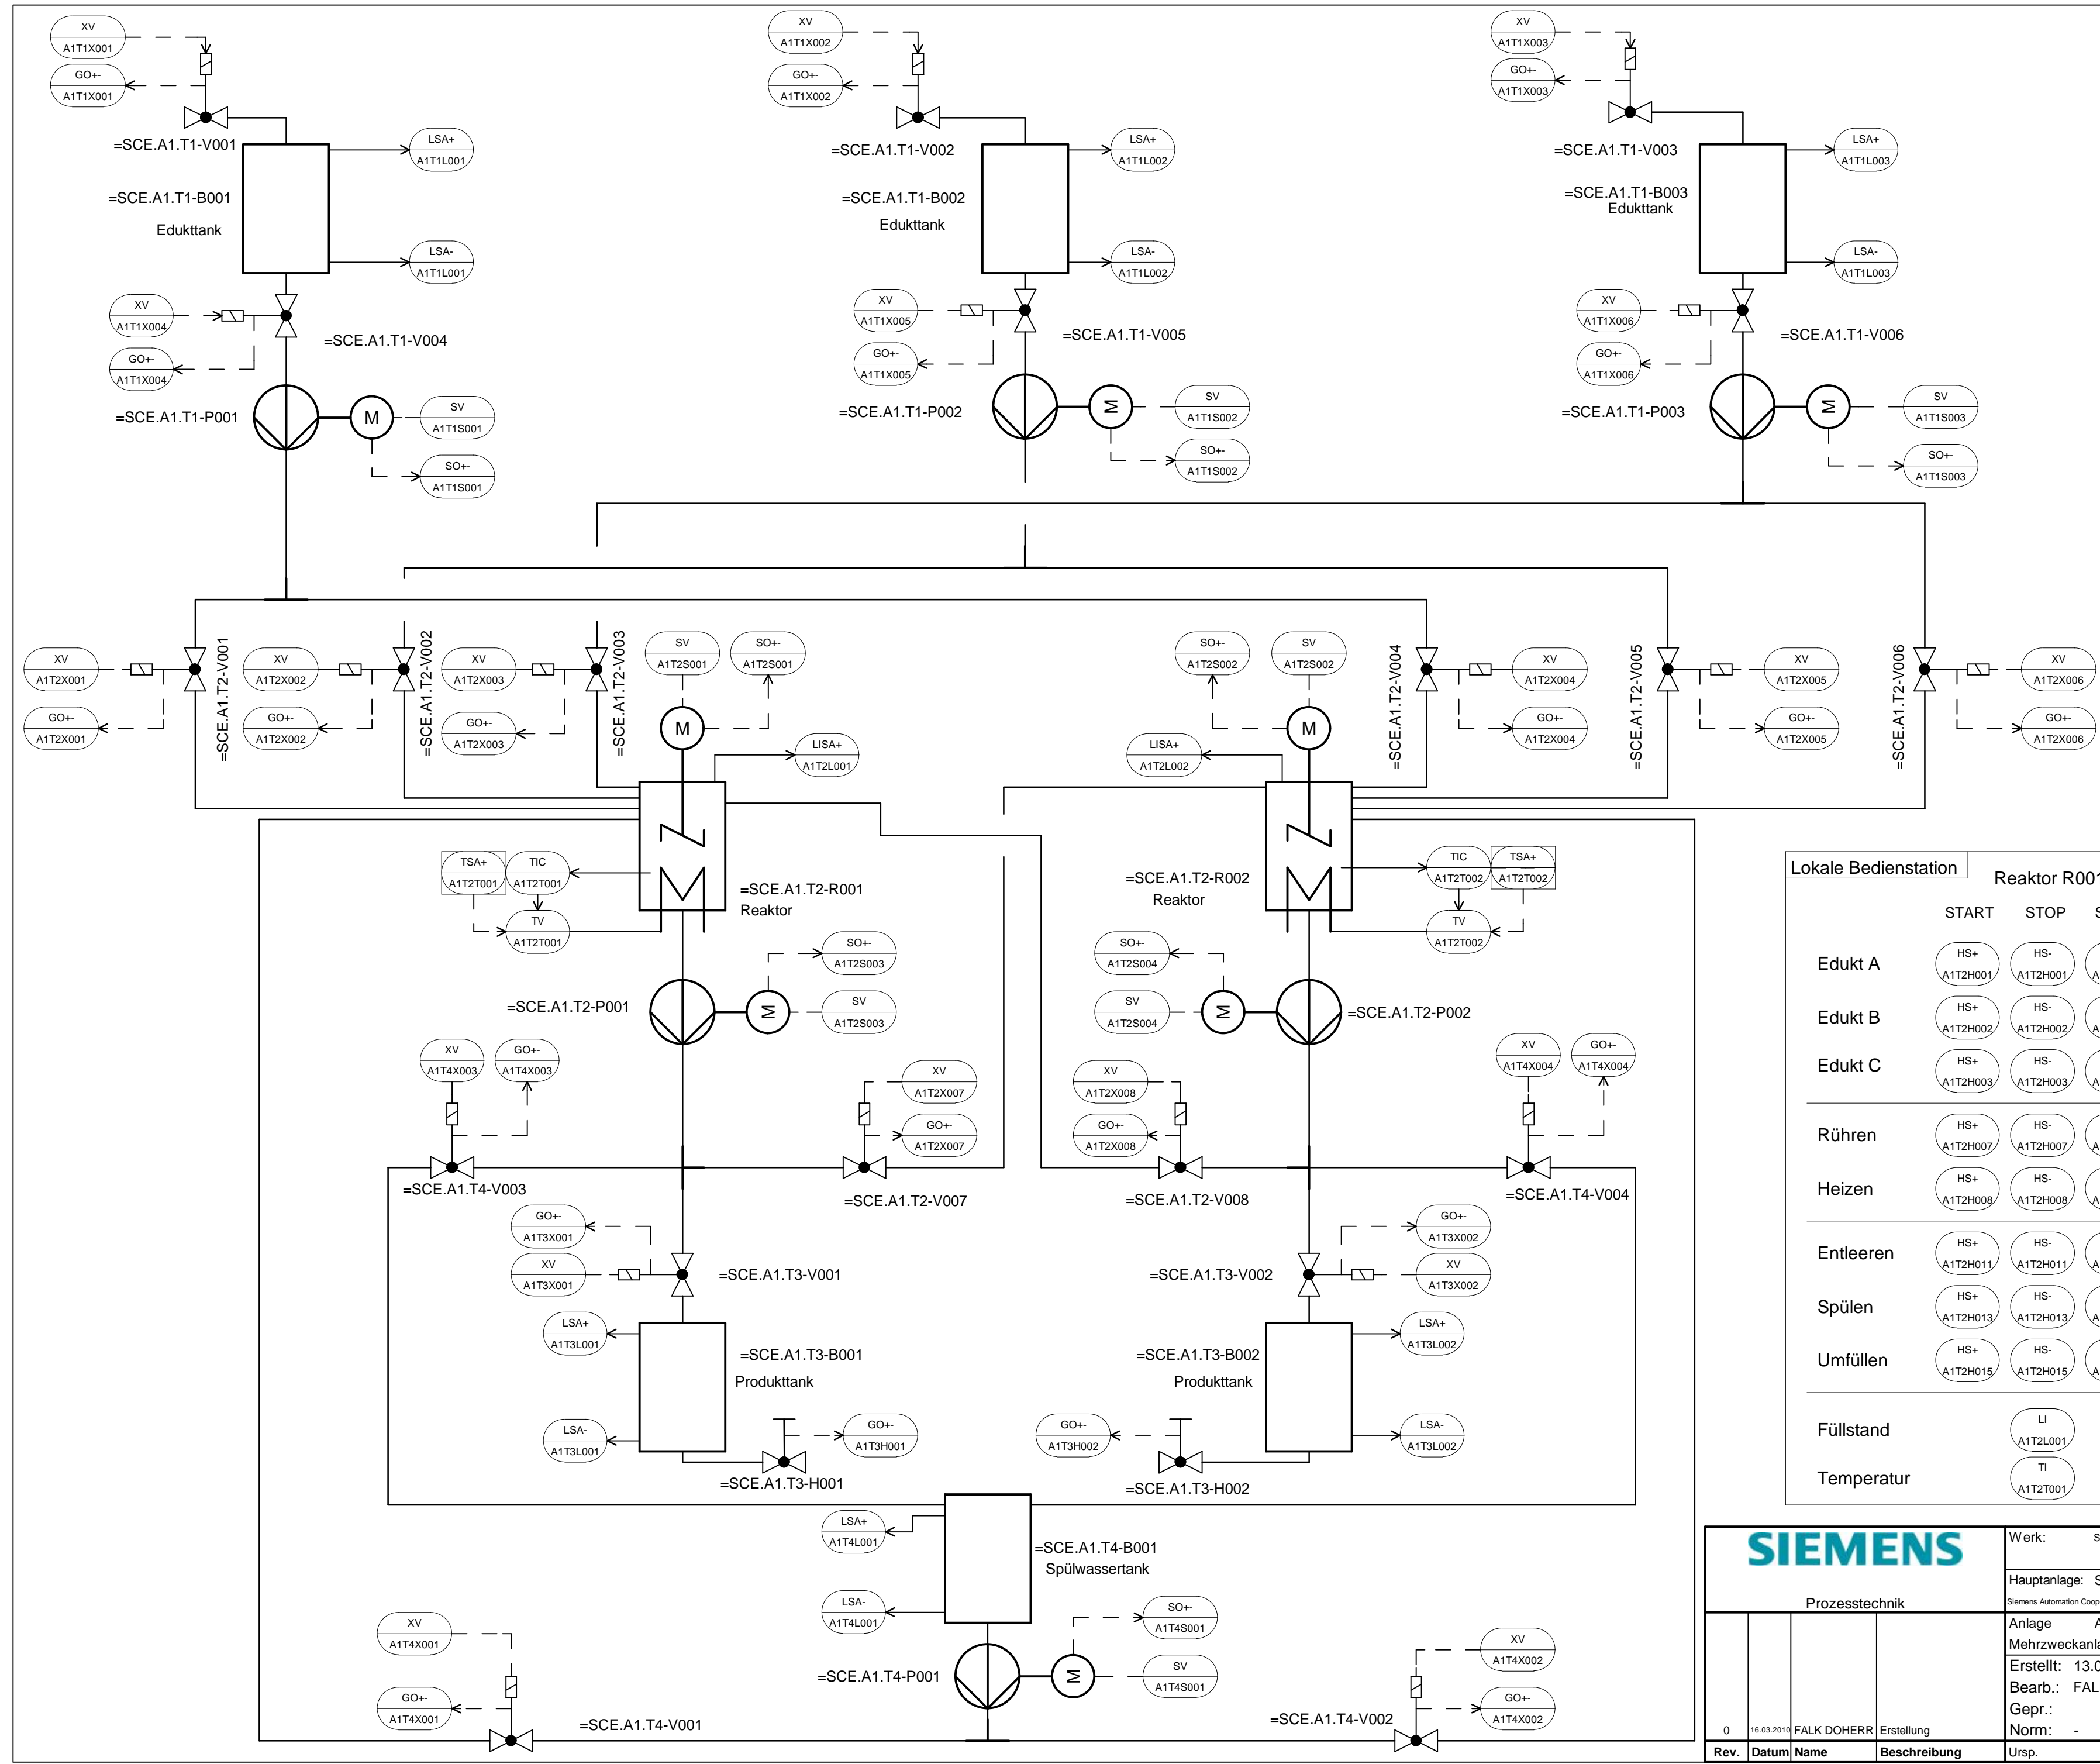 XV
A1T1X001
GO+-
A1T1X001
=SCE.A1.T1-V001
LSA+
A1T1L001
=SCE.A1.T1-B001
Edukttank
LSA-
A1T1L001
XV
A1T1X004
=SCE.A1.T1-V004
GO+-
A1T1X004
=SCE.A1.T1-P001
M
SV
A1T1S001
SO+-
A1T1S001
XV
A1T1X002
GO+-
A1T1X002
=SCE.A1.T1-V002
LSA+
A1T1L002
=SCE.A1.T1-B002
Edukttank
LSA-
A1T1L002
XV
A1T1X005
=SCE.A1.T1-V005
GO+-
A1T1X005
=SCE.A1.T1-P002
M
SV
A1T1S002
SO+-
A1T1S002
XV
A1T1X003
GO+-
A1T1X003
=SCE.A1.T1-V003
LSA+
A1T1L003
=SCE.A1.T1-B003
Edukttank
LSA-
A1T1L003
XV
A1T1X006
=SCE.A1.T1-V006
GO+-
A1T1X006
=SCE.A1.T1-P003
M
SV
A1T1S003
SO+-
A1T1S003
XV
A1T2X001
GO+-
A1T2X001
=SCE.A1.T2-V001
XV
A1T2X002
GO+-
A1T2X002
=SCE.A1.T2-V002
XV
A1T2X003
GO+-
A1T2X003
=SCE.A1.T2-V003
SV
A1T2S001
SO+-
A1T2S001
M
LISA+
A1T2L001
SO+-
A1T2S002
SV
A1T2S002
M
LISA+
A1T2L002
=SCE.A1.T2-V004
XV
A1T2X004
GO+-
A1T2X004
=SCE.A1.T2-V005
XV
A1T2X005
GO+-
A1T2X005
=SCE.A1.T2-V006
XV
A1T2X006
GO+-
A1T2X006
TSA+
A1T2T001
TIC
A1T2T001
TV
A1T2T001
=SCE.A1.T2-R001
Reaktor
=SCE.A1.T2-R002
Reaktor
TIC
A1T2T002
TSA+
A1T2T002
TV
A1T2T002
SO+-
A1T2S003
=SCE.A1.T2-P001
M
SV
A1T2S003
SO+-
A1T2S004
SV
A1T2S004
M
=SCE.A1.T2-P002
XV
A1T4X003
GO+-
A1T4X003
=SCE.A1.T4-V003
XV
A1T2X007
GO+-
A1T2X007
=SCE.A1.T2-V007
XV
A1T2X008
GO+-
A1T2X008
=SCE.A1.T2-V008
XV
A1T4X004
GO+-
A1T4X004
=SCE.A1.T4-V004
GO+-
A1T3X001
XV
A1T3X001
=SCE.A1.T3-V001
=SCE.A1.T3-V002
GO+-
A1T3X002
XV
A1T3X002
LSA+
A1T3L001
=SCE.A1.T3-B001
Produkttank
LSA-
A1T3L001
GO+-
A1T3H001
=SCE.A1.T3-H001
LSA+
A1T3L002
=SCE.A1.T3-B002
Produkttank
GO+-
A1T3H002
LSA-
A1T3L002
=SCE.A1.T3-H002
LSA+
A1T4L001
=SCE.A1.T4-B001
Spülwassertank
LSA-
A1T4L001
SO+-
A1T4S001
=SCE.A1.T4-P001
M
SV
A1T4S001
XV
A1T4X001
GO+-
A1T4X001
=SCE.A1.T4-V001
XV
A1T4X002
GO+-
A1T4X002
=SCE.A1.T4-V002
Lokale Bedienstation
Reaktor R001
START STOP
Edukt A
HS+ HS-
A1T2H001 A1T2H001
Edukt B
HS+ HS-
A1T2H002 A1T2H002
Edukt C
HS+ HS-
A1T2H003 A1T2H003
Rühren
HS+ HS-
A1T2H007 A1T2H007
Heizen
HS+ HS-
A1T2H008 A1T2H008
Entleeren
HS+ HS-
A1T2H011 A1T2H011
Spülen
HS+ HS-
A1T2H013 A1T2H013
Umfüllen
HS+ HS-
A1T2H015 A1T2H015
Füllstand
LI
A1T2L001
Temperatur
TI
A1T2T001
SIEMENS
Prozesstechnik
Werk:
Hauptanlage:
Siemens Automation
Anlage
Erstellt:
Bearb.:
Gepr.:
Norm: -
Ursp.
0 16.03.2010 FALK DOHERR Erstellung
Rev. Datum Name Beschreibung